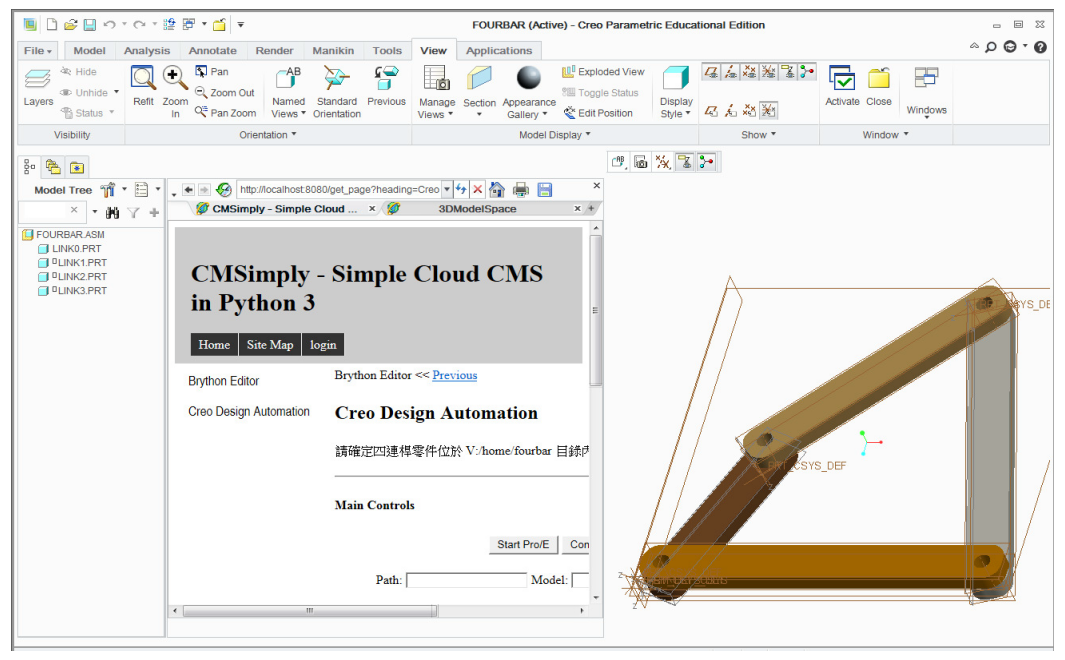 FOURBAR (Active) - Creo Parametric Educational Edition
File Model Analysis Annotate Render Manikin Tools View Applications
Layers
Hide
Unhide
Status
Visibility
Refit
Zoom In
Pan
Zoom Out
Pan Zoom
Named Views
Standard Orientation
Previous
Orientation
Manage Views
Section
Appearance Gallery
Exploded View
Toggle Status
Edit Position
Display Style
Model Display
Show
Activate
Close
Windows
Window
Model Tree
FOURBAR.ASM
LINK0.PRT
LINK1.PRT
LINK2.PRT
LINK3.PRT
http://localhost:8080/get_page?heading=Creo
CMSimply - Simple Cloud ...
3DModelSpace
CMSimply - Simple Cloud CMS
in Python 3
Home Site Map login
Brython Editor
Creo Design Automation
Brython Editor << Previous
Creo Design Automation
請確定四連桿零件位於 V:/home/fourbar 目錄
Main Controls
Start Pro/E Con
Path: Model:
CSYS_DEF